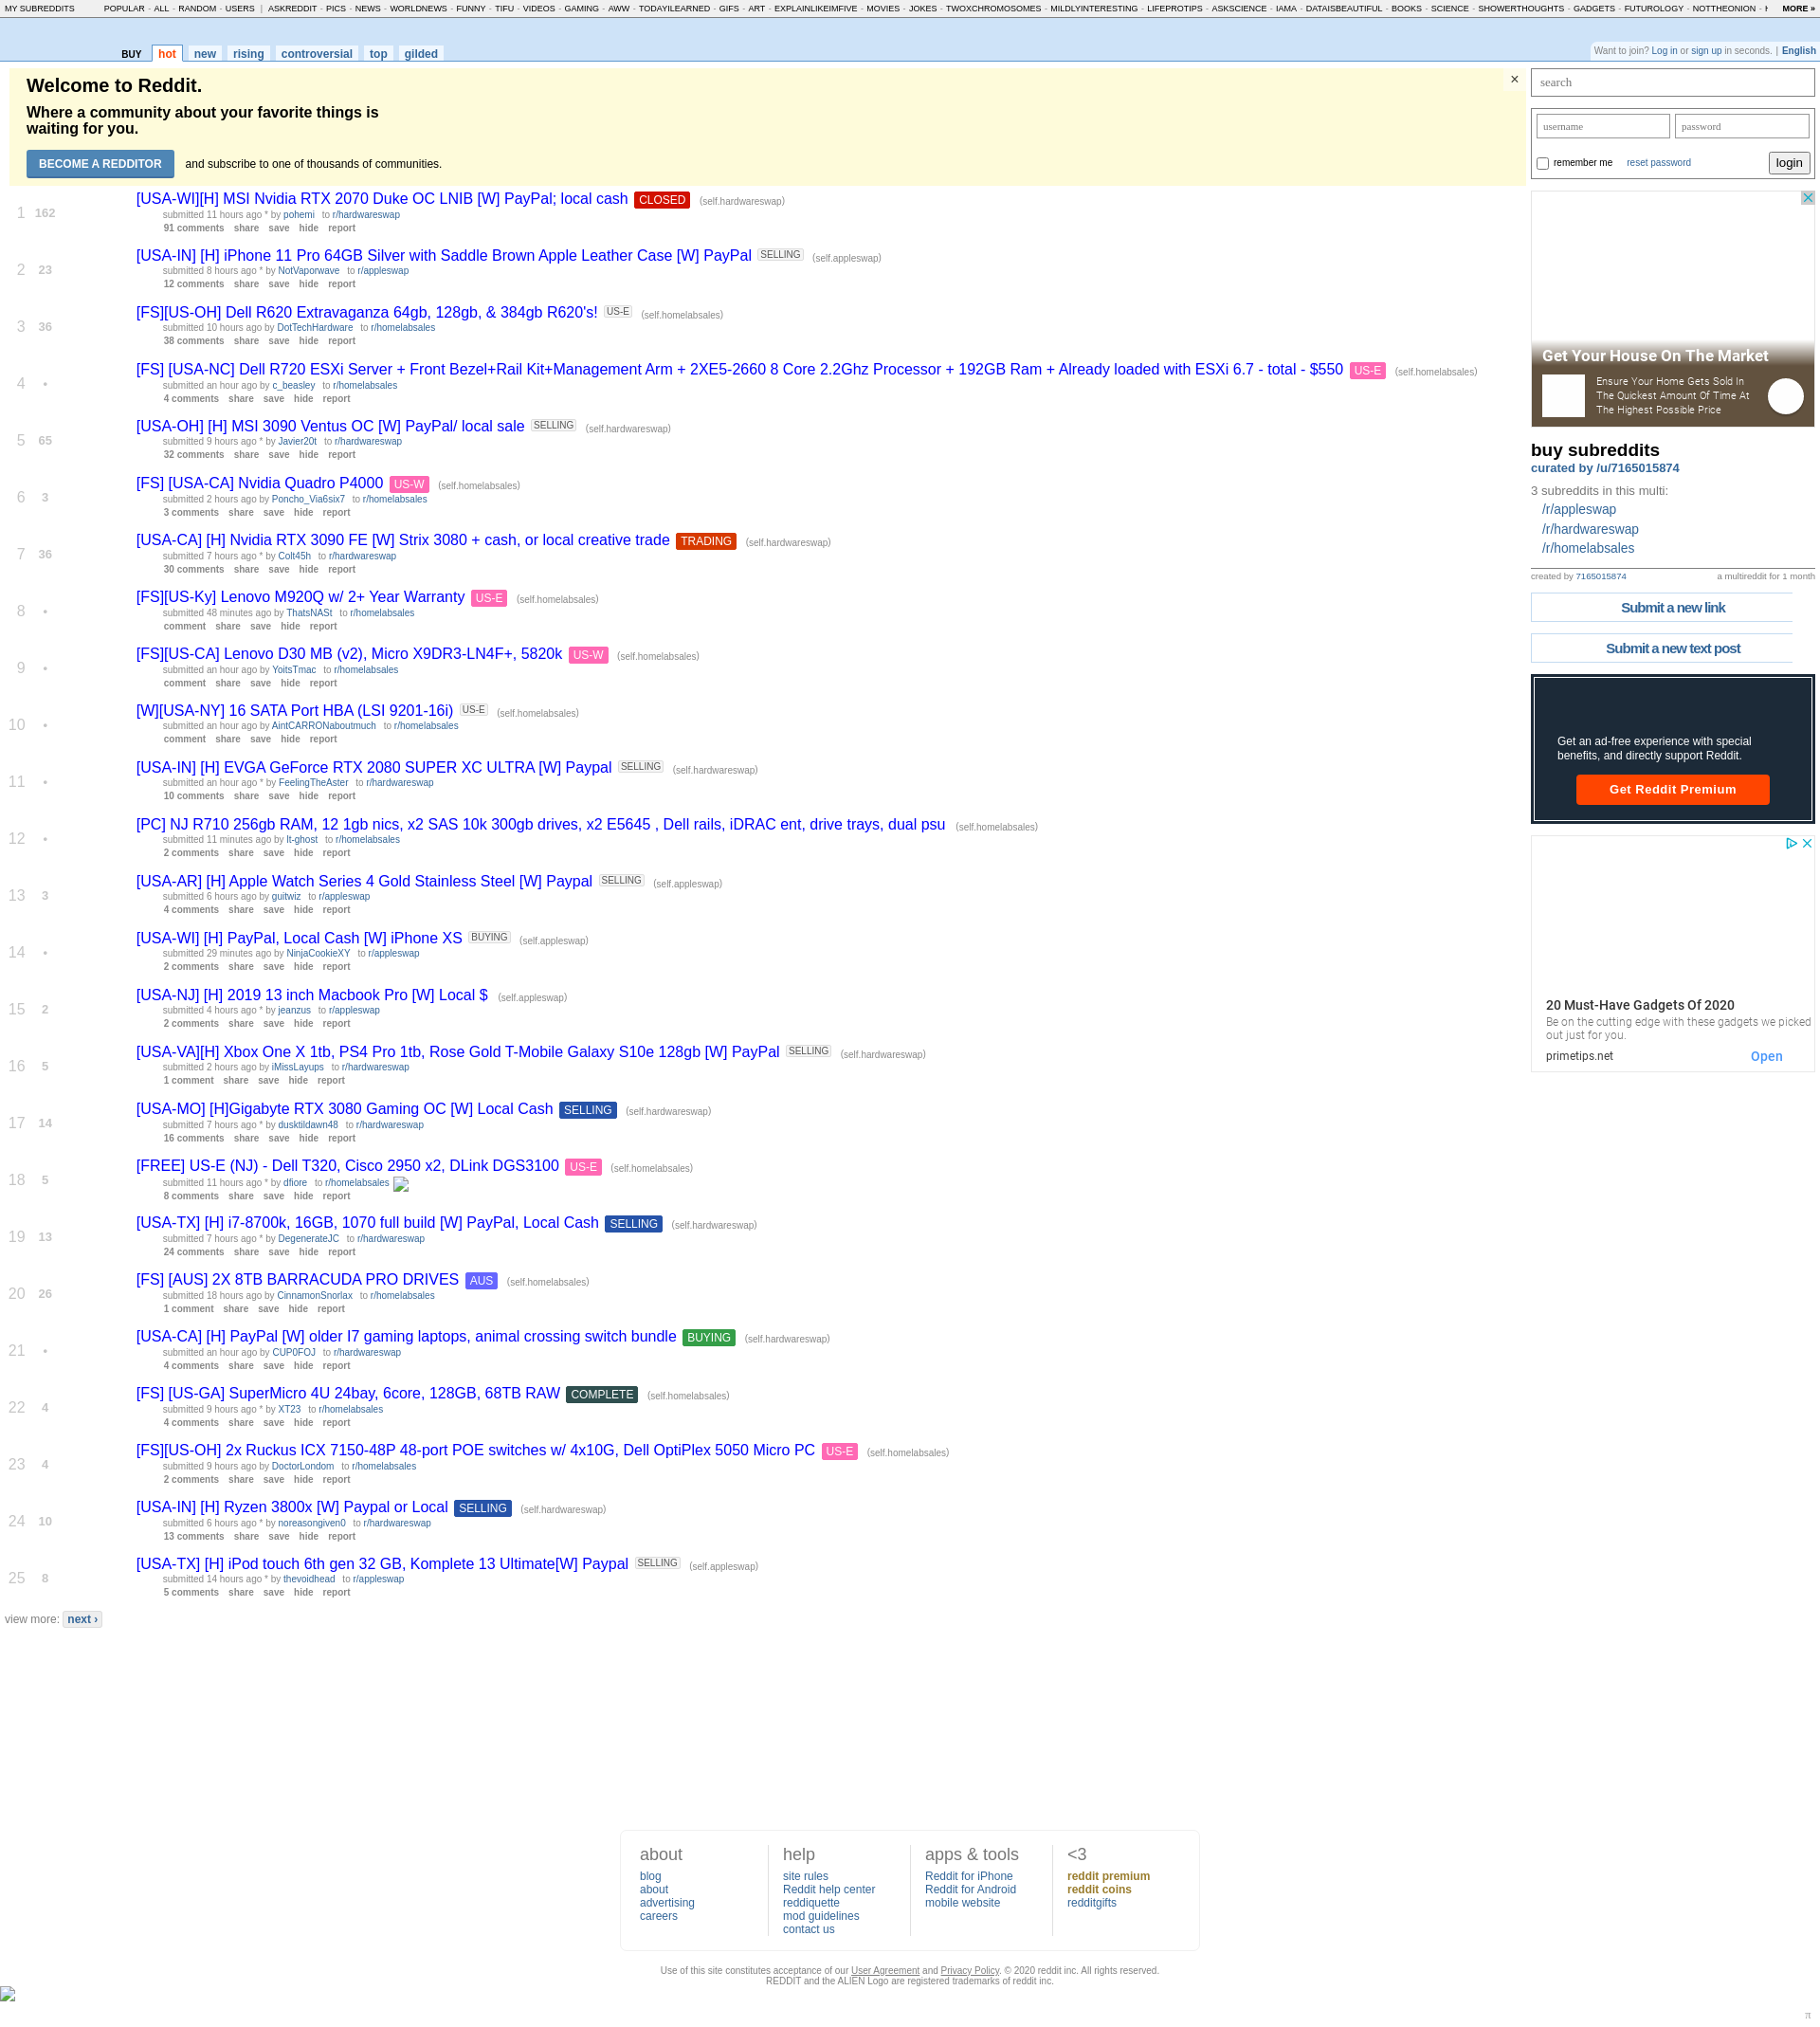 MY SUBREDDITS POPULAR - ALL - RANDOM - USERS | ASKREDDIT - PICS - NEWS - WORLDNEWS - FUNNY - TIFU - VIDEOS - GAMING - AWW - TODAYILEARNED - GIFS - ART - EXPLAINLIKEIMFIVE - MOVIES - JOKES - TWOXCHROMOSOMES - MILDLYINTERESTING - LIFEPROTIPS - ASKSCIENCE - IAMA - DATAISBEAUTIFUL - BOOKS - SCIENCE - SHOWERTHOUGHTS - GADGETS - FUTUROLOGY - NOTTHEONION - MORE »
BUY hot new rising controversial top gilded
Want to join? Log in or sign up in seconds. | English
Welcome to Reddit.
Where a community about your favorite things is
waiting for you.
BECOME A REDDITOR and subscribe to one of thousands of communities.
×
1 162 [USA-WI][H] MSI Nvidia RTX 2070 Duke OC LNIB [W] PayPal; local cash CLOSED (self.hardwareswap)
submitted 11 hours ago * by pohemi to r/hardwareswap
91 comments share save hide report
2 23 [USA-IN] [H] iPhone 11 Pro 64GB Silver with Saddle Brown Apple Leather Case [W] PayPal SELLING (self.appleswap)
submitted 8 hours ago * by NotVaporwave to r/appleswap
12 comments share save hide report
3 36 [FS][US-OH] Dell R620 Extravaganza 64gb, 128gb, & 384gb R620's! US-E (self.homelabsales)
submitted 10 hours ago by DotTechHardware to r/homelabsales
38 comments share save hide report
4 • [FS] [USA-NC] Dell R720 ESXi Server + Front Bezel+Rail Kit+Management Arm + 2XE5-2660 8 Core 2.2Ghz Processor + 192GB Ram + Already loaded with ESXi 6.7 - total - $550 US-E (self.homelabsales)
submitted an hour ago by c_beasley to r/homelabsales
4 comments share save hide report
5 65 [USA-OH] [H] MSI 3090 Ventus OC [W] PayPal/ local sale SELLING (self.hardwareswap)
submitted 9 hours ago * by Javier20t to r/hardwareswap
32 comments share save hide report
6 3 [FS] [USA-CA] Nvidia Quadro P4000 US-W (self.homelabsales)
submitted 2 hours ago by Poncho_Via6six7 to r/homelabsales
3 comments share save hide report
7 36 [USA-CA] [H] Nvidia RTX 3090 FE [W] Strix 3080 + cash, or local creative trade TRADING (self.hardwareswap)
submitted 7 hours ago * by Colt45h to r/hardwareswap
30 comments share save hide report
8 • [FS][US-Ky] Lenovo M920Q w/ 2+ Year Warranty US-E (self.homelabsales)
submitted 48 minutes ago by ThatsNASt to r/homelabsales
comment share save hide report
9 • [FS][US-CA] Lenovo D30 MB (v2), Micro X9DR3-LN4F+, 5820k US-W (self.homelabsales)
submitted an hour ago by YoitsTmac to r/homelabsales
comment share save hide report
10 • [W][USA-NY] 16 SATA Port HBA (LSI 9201-16i) US-E (self.homelabsales)
submitted an hour ago by AintCARRONaboutmuch to r/homelabsales
comment share save hide report
11 • [USA-IN] [H] EVGA GeForce RTX 2080 SUPER XC ULTRA [W] Paypal SELLING (self.hardwareswap)
submitted an hour ago * by FeelingTheAster to r/hardwareswap
10 comments share save hide report
12 • [PC] NJ R710 256gb RAM, 12 1gb nics, x2 SAS 10k 300gb drives, x2 E5645 , Dell rails, iDRAC ent, drive trays, dual psu (self.homelabsales)
submitted 11 minutes ago by lt-ghost to r/homelabsales
2 comments share save hide report
13 3 [USA-AR] [H] Apple Watch Series 4 Gold Stainless Steel [W] Paypal SELLING (self.appleswap)
submitted 6 hours ago by guitwiz to r/appleswap
4 comments share save hide report
14 • [USA-WI] [H] PayPal, Local Cash [W] iPhone XS BUYING (self.appleswap)
submitted 29 minutes ago by NinjaCookieXY to r/appleswap
2 comments share save hide report
15 2 [USA-NJ] [H] 2019 13 inch Macbook Pro [W] Local $ (self.appleswap)
submitted 4 hours ago * by jeanzus to r/appleswap
2 comments share save hide report
16 5 [USA-VA][H] Xbox One X 1tb, PS4 Pro 1tb, Rose Gold T-Mobile Galaxy S10e 128gb [W] PayPal SELLING (self.hardwareswap)
submitted 2 hours ago by iMissLayups to r/hardwareswap
1 comment share save hide report
17 14 [USA-MO] [H]Gigabyte RTX 3080 Gaming OC [W] Local Cash SELLING (self.hardwareswap)
submitted 7 hours ago * by dusktildawn48 to r/hardwareswap
16 comments share save hide report
18 5 [FREE] US-E (NJ) - Dell T320, Cisco 2950 x2, DLink DGS3100 US-E (self.homelabsales)
submitted 11 hours ago * by dfiore to r/homelabsales
8 comments share save hide report
19 13 [USA-TX] [H] i7-8700k, 16GB, 1070 full build [W] PayPal, Local Cash SELLING (self.hardwareswap)
submitted 7 hours ago * by DegenerateJC to r/hardwareswap
24 comments share save hide report
20 26 [FS] [AUS] 2X 8TB BARRACUDA PRO DRIVES AUS (self.homelabsales)
submitted 18 hours ago by CinnamonSnorlax to r/homelabsales
1 comment share save hide report
21 • [USA-CA] [H] PayPal [W] older I7 gaming laptops, animal crossing switch bundle BUYING (self.hardwareswap)
submitted an hour ago by CUP0FOJ to r/hardwareswap
4 comments share save hide report
22 4 [FS] [US-GA] SuperMicro 4U 24bay, 6core, 128GB, 68TB RAW COMPLETE (self.homelabsales)
submitted 9 hours ago * by XT23 to r/homelabsales
4 comments share save hide report
23 4 [FS][US-OH] 2x Ruckus ICX 7150-48P 48-port POE switches w/ 4x10G, Dell OptiPlex 5050 Micro PC US-E (self.homelabsales)
submitted 9 hours ago by DoctorLondom to r/homelabsales
2 comments share save hide report
24 10 [USA-IN] [H] Ryzen 3800x [W] Paypal or Local SELLING (self.hardwareswap)
submitted 6 hours ago * by noreasongiven0 to r/hardwareswap
13 comments share save hide report
25 8 [USA-TX] [H] iPod touch 6th gen 32 GB, Komplete 13 Ultimate[W] Paypal SELLING (self.appleswap)
submitted 14 hours ago * by thevoidhead to r/appleswap
5 comments share save hide report
view more: next ›
search
username password
remember me reset password login
Get Your House On The Market
Ensure Your Home Gets Sold In
The Quickest Amount Of Time At
The Highest Possible Price
buy subreddits
curated by /u/7165015874
3 subreddits in this multi:
/r/appleswap
/r/hardwareswap
/r/homelabsales
created by 7165015874 a multireddit for 1 month
Submit a new link
Submit a new text post
Get an ad-free experience with special
benefits, and directly support Reddit.
Get Reddit Premium
20 Must-Have Gadgets Of 2020
Be on the cutting edge with these gadgets we picked
out just for you.
primetips.net Open
about
blog
about
advertising
careers
help
site rules
Reddit help center
reddiquette
mod guidelines
contact us
apps & tools
Reddit for iPhone
Reddit for Android
mobile website
<3
reddit premium
reddit coins
redditgifts
Use of this site constitutes acceptance of our User Agreement and Privacy Policy. © 2020 reddit inc. All rights reserved.
REDDIT and the ALIEN Logo are registered trademarks of reddit inc.
π